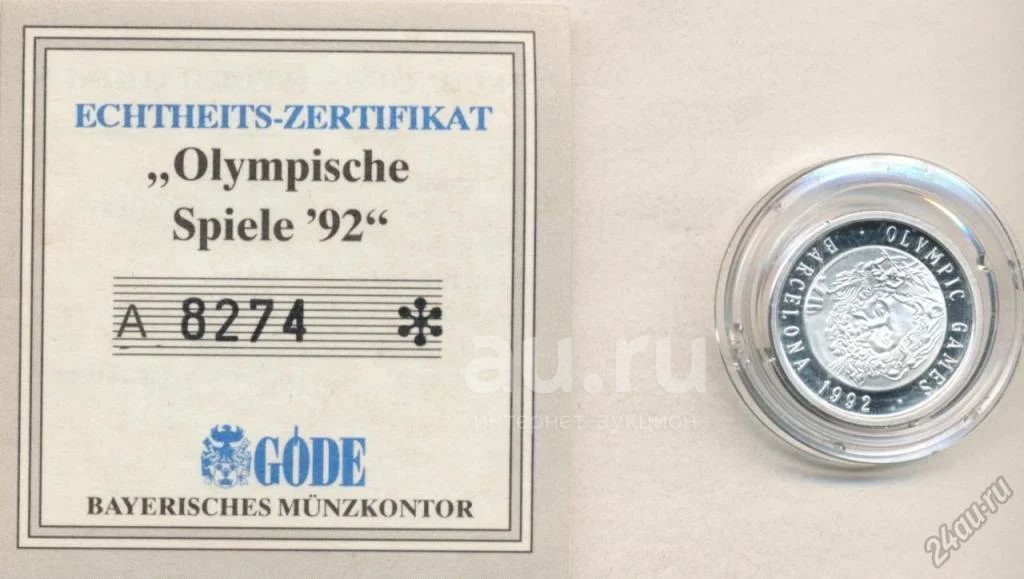 ECHTHEITS-ZERTIFIKAT
„Olympische
Spiele ’92“
A 8274
GÖDE
BAYERISCHES MÜNZKONTOR
· OLYMPIC GAMES · BARCELONA 1992
au.ru
интернет-аукцион
24au.ru